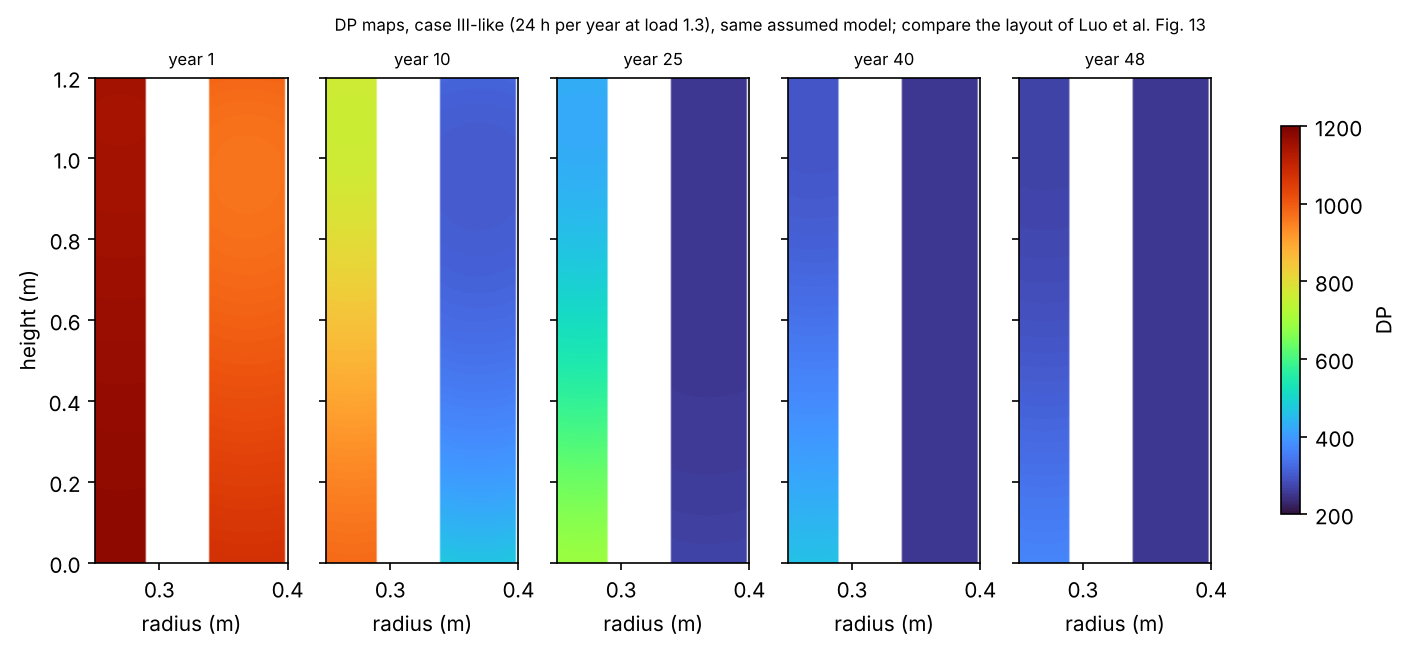 DP maps, case III-like (24 h per year at load 1.3), same assumed model; compare the layout of Luo et al. Fig. 13
year 1
year 10
year 25
year 40
year 48
1.2
1.0
0.8
0.6
0.4
0.2
0.0
height (m)
0.3
0.4
0.3
0.4
0.3
0.4
0.3
0.4
0.3
0.4
radius (m)
radius (m)
radius (m)
radius (m)
radius (m)
1200
1000
800
600
400
200
DP